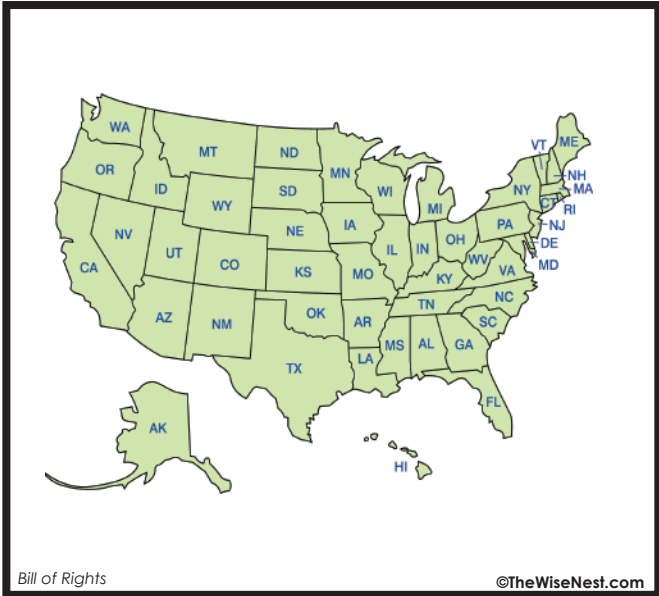 WA
MT
ND
MN
VT
ME
OR
ID
WY
SD
WI
MI
NY
NH
MA
CT
RI
NV
UT
CO
NE
IA
IL
IN
OH
PA
NJ
DE
MD
CA
KS
MO
KY
WV
VA
AZ
NM
OK
AR
TN
NC
SC
TX
LA
MS
AL
GA
FL
AK
HI
Bill of Rights
©TheWiseNest.com